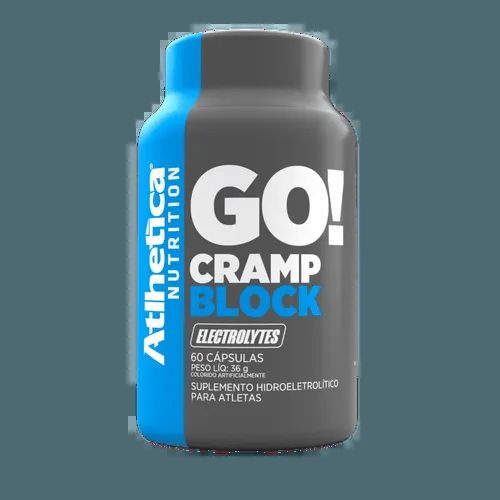 Atlhetica®
NUTRITION
GO!
CRAMP
BLOCK
ELECTROLYTES
60 CÁPSULAS
PESO LÍQ: 36 g
COLORIDO ARTIFICIALMENTE
SUPLEMENTO HIDROELETROLÍTICO
PARA ATLETAS